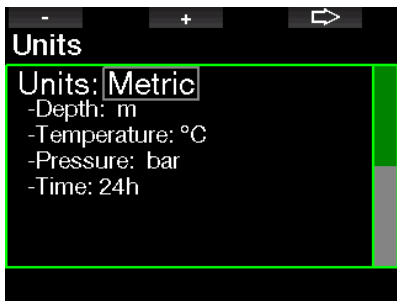 - +
Units
Units: Metric
-Depth: m
-Temperature: °C
-Pressure: bar
-Time: 24h